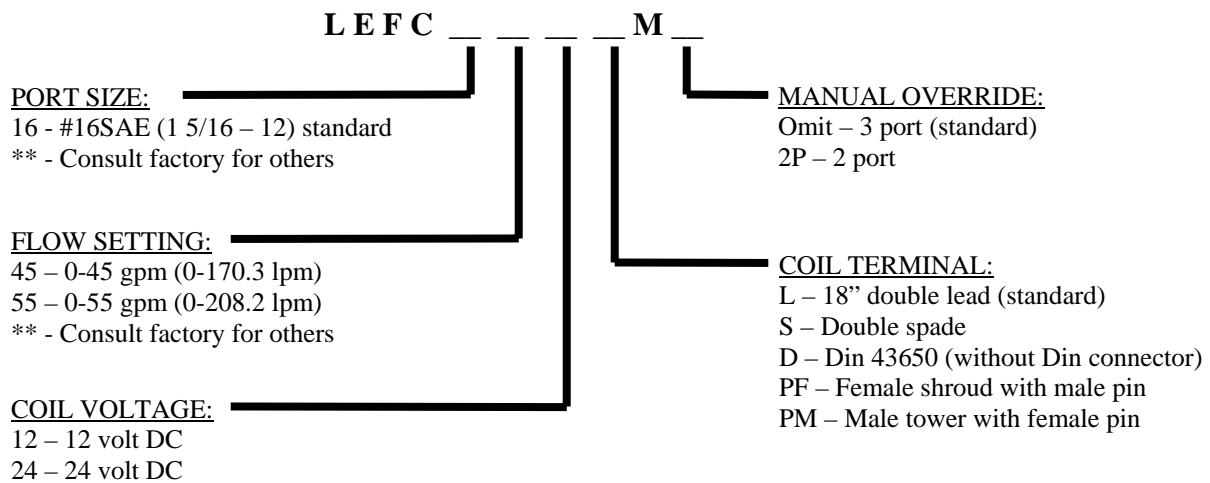 L E F C __ __ __ __ M __
PORT SIZE:
16 - #16SAE (1 5/16 – 12) standard
** - Consult factory for others
FLOW SETTING:
45 – 0-45 gpm (0-170.3 lpm)
55 – 0-55 gpm (0-208.2 lpm)
** - Consult factory for others
COIL VOLTAGE:
12 – 12 volt DC
24 – 24 volt DC
MANUAL OVERRIDE:
Omit – 3 port (standard)
2P – 2 port
COIL TERMINAL:
L – 18” double lead (standard)
S – Double spade
D – Din 43650 (without Din connector)
PF – Female shroud with male pin
PM – Male tower with female pin